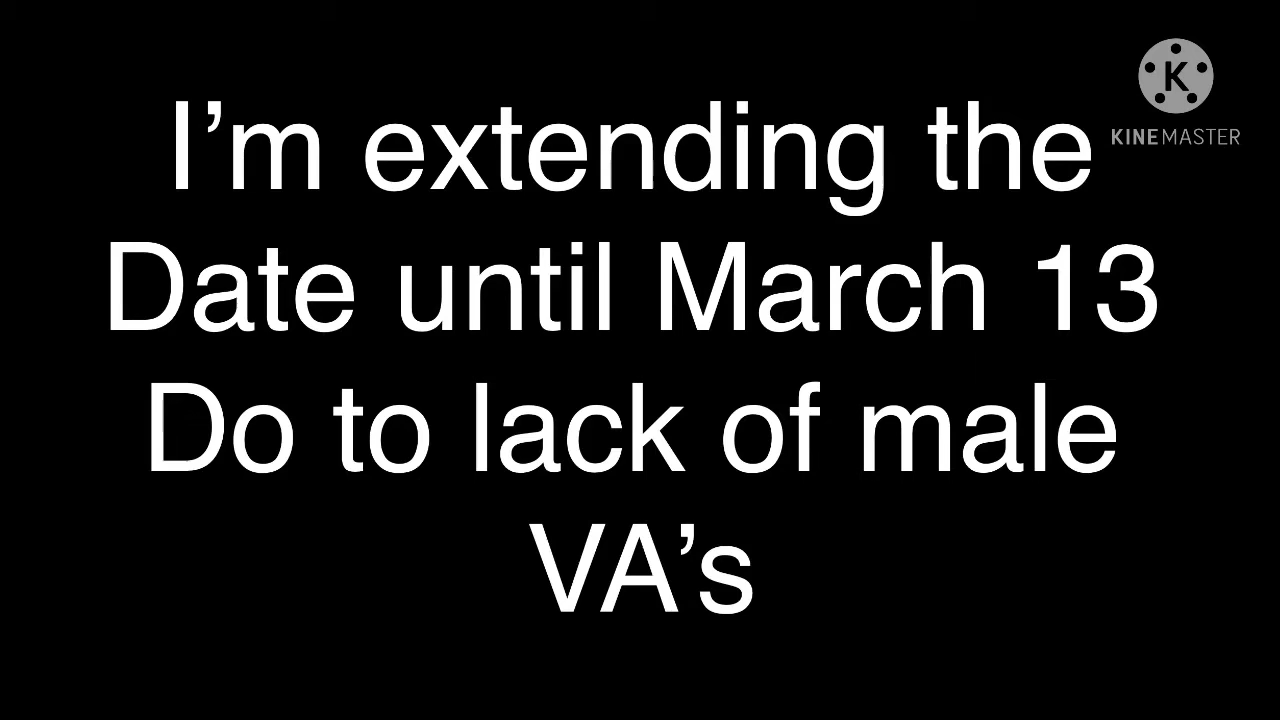 I’m extending the
Date until March 13
Do to lack of male
VA’s
K
KINEMASTER